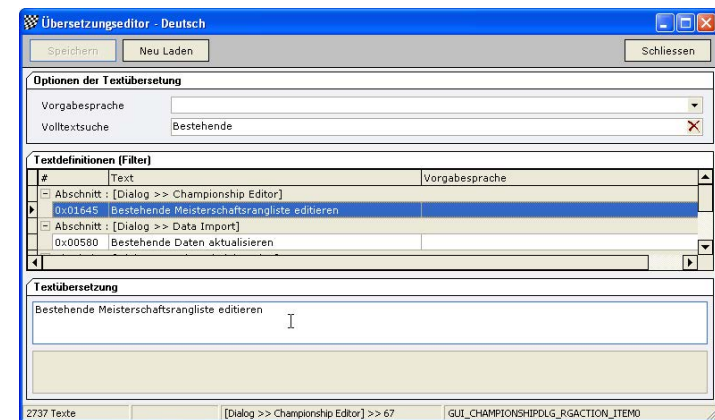 Übersetzungseditor - Deutsch
Speichern Neu Laden Schliessen
Optionen der Textübersetung
Vorgabesprache
Volltextsuche Bestehende
Textdefinitionen (Filter)
# Text Vorgabesprache
Abschnitt : [Dialog >> Championship Editor]
0x01645 Bestehende Meisterschaftsrangliste editieren
Abschnitt : [Dialog >> Data Import]
0x00580 Bestehende Daten aktualisieren
Textübersetzung
Bestehende Meisterschaftsrangliste editieren
2737 Texte [Dialog >> Championship Editor] >> 67 GUI_CHAMPIONSHIPDLG_RGACTION_ITEM0